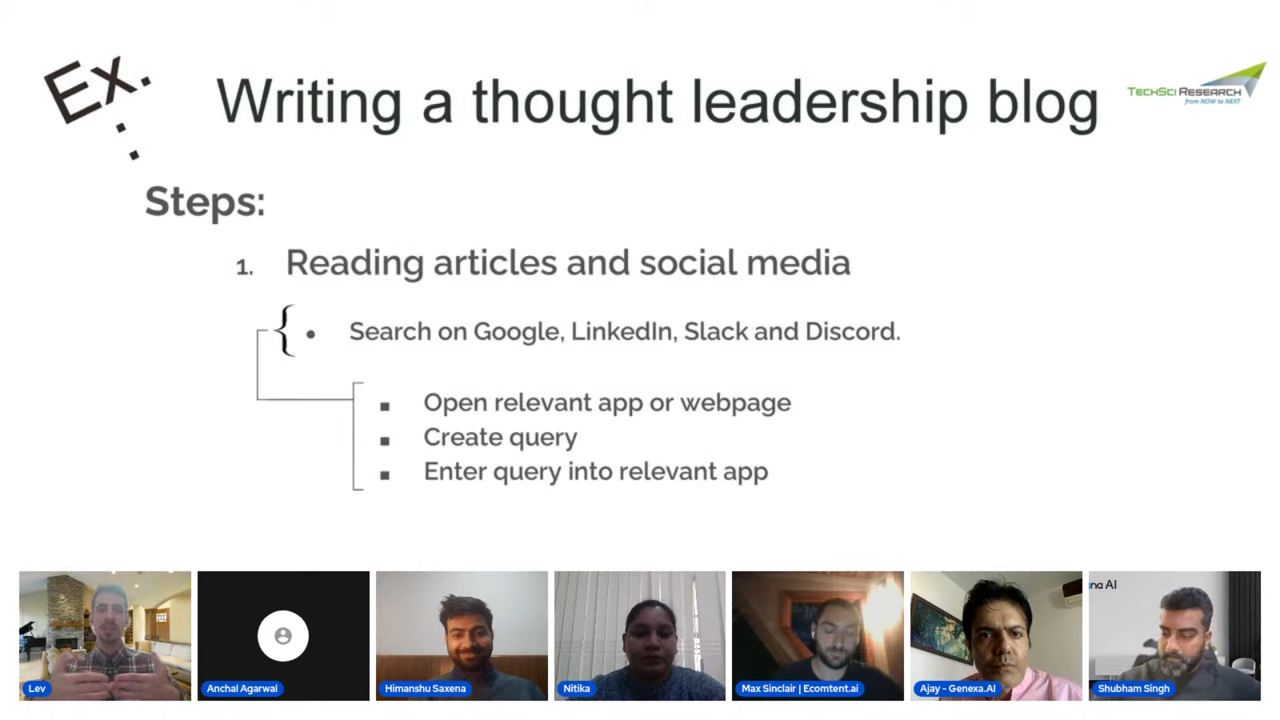 Ex.
Writing a thought leadership blog
TECHSCI RESEARCH
from NOW to NEXT
Steps:
1. Reading articles and social media
• Search on Google, LinkedIn, Slack and Discord.
▪ Open relevant app or webpage
▪ Create query
▪ Enter query into relevant app
na AI
Lev
Anchal Agarwal
Himanshu Saxena
Nitika
Max Sinclair | Ecomtent.ai
Ajay - Genexa.AI
Shubham Singh